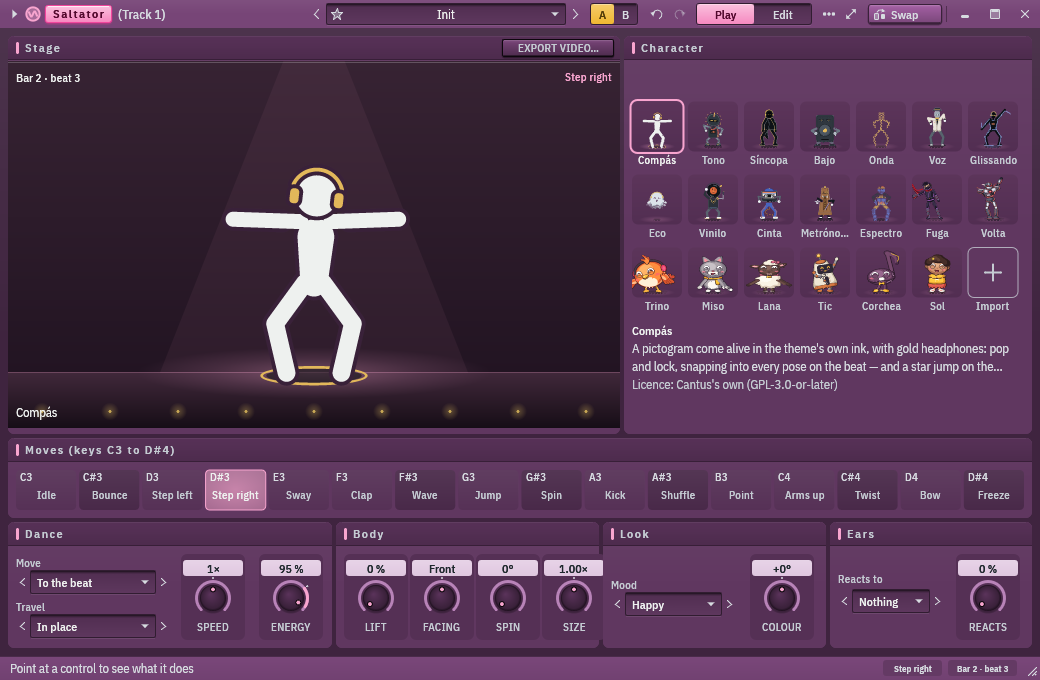 Saltator (Track 1) Init A B Play Edit Swap
Stage EXPORT VIDEO...
Bar 2 · beat 3 Step right
Compás
Character
Compás Tono Síncopa Bajo Onda Voz Glissando
Eco Vinilo Cinta Metróno... Espectro Fuga Volta
Trino Miso Lana Tic Corchea Sol Import
Compás
A pictogram come alive in the theme's own ink, with gold headphones: pop
and lock, snapping into every pose on the beat — and a star jump on the...
Licence: Cantus's own (GPL-3.0-or-later)
Moves (keys C3 to D#4)
C3 C#3 D3 D#3 E3 F3 F#3 G3 G#3 A3 A#3 B3 C4 C#4 D4 D#4
Idle Bounce Step left Step right Sway Clap Wave Jump Spin Kick Shuffle Point Arms up Twist Bow Freeze
Dance
Move
To the beat
Travel
In place
1× 95 %
SPEED ENERGY
Body
0 % Front 0° 1.00×
LIFT FACING SPIN SIZE
Look
Mood
Happy
+0°
COLOUR
Ears
Reacts to
Nothing
0 %
REACTS
Point at a control to see what it does Step right Bar 2 · beat 3